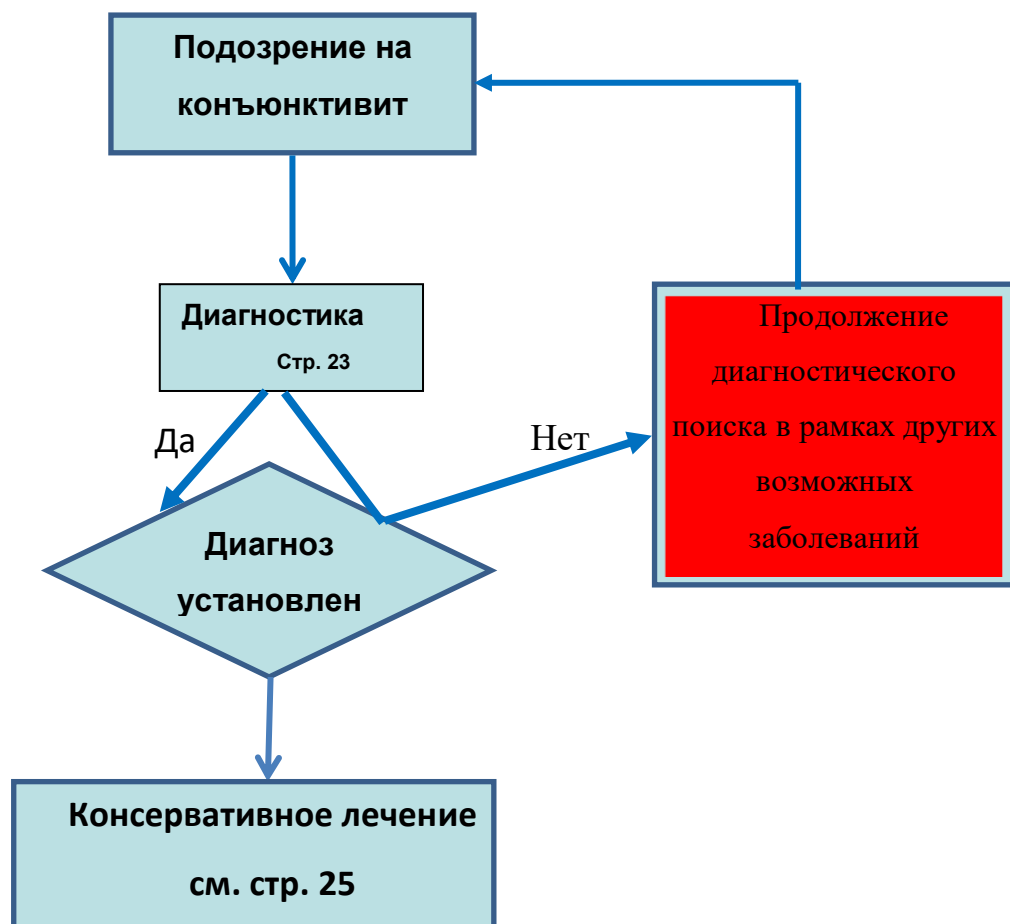 Подозрение на
конъюнктивит
Диагностика
Стр. 23
Да
Нет
Продолжение
диагностического
поиска в рамках других
возможных
заболеваний
Диагноз
установлен
Консервативное лечение
см. стр. 25